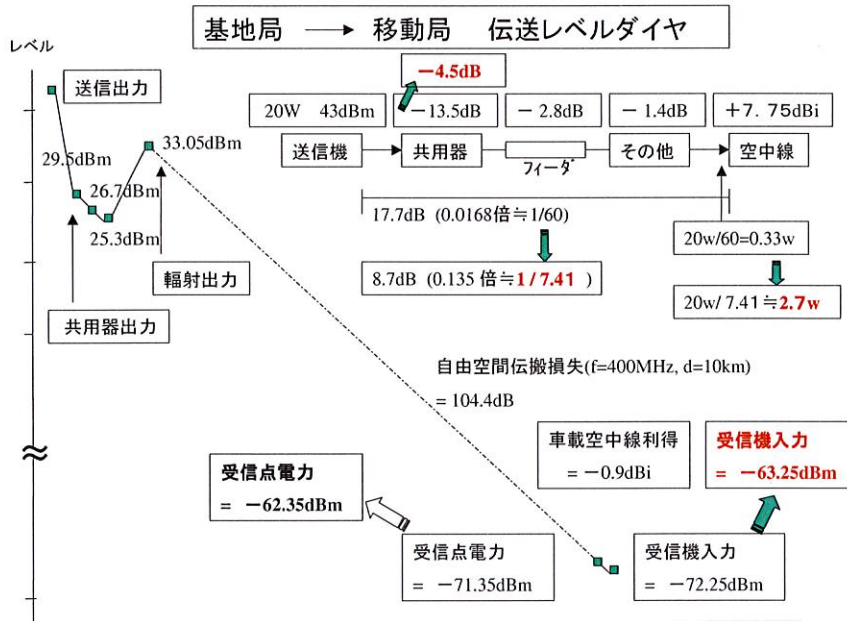 基地局 → 移動局 伝送レベルダイヤ
レベル
送信出力
29.5dBm
26.7dBm
25.3dBm
33.05dBm
輻射出力
共用器出力
－4.5dB
20W 43dBm
－13.5dB
－2.8dB
－1.4dB
＋7.75dBi
送信機
共用器
フィーダ
その他
空中線
17.7dB (0.0168倍≒1/60)
8.7dB (0.135 倍≒1/7.41 )
20w/60=0.33w
20w/7.41≒2.7w
自由空間伝搬損失(f=400MHz, d=10km)
= 104.4dB
車載空中線利得
= －0.9dBi
受信機入力
= －63.25dBm
受信点電力
= －62.35dBm
受信点電力
= －71.35dBm
受信機入力
= －72.25dBm